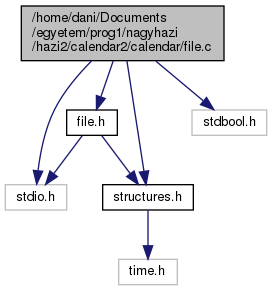 /home/dani/Documents
/egyetem/prog1/nagyhazi
/hazi2/calendar2/calendar/file.c
file.h
stdbool.h
stdio.h
structures.h
time.h